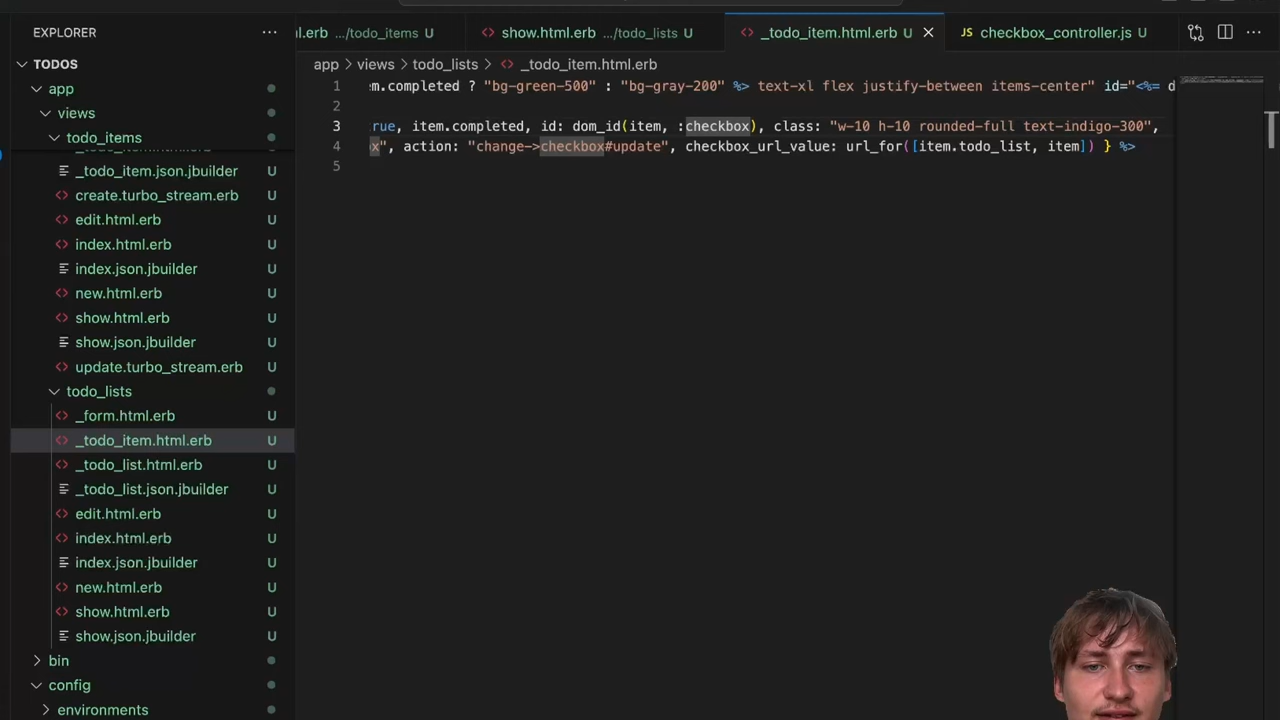 EXPLORER
TODOS
app
views
todo_items
_todo_item.json.jbuilder U
create.turbo_stream.erb U
edit.html.erb U
index.html.erb U
index.json.jbuilder U
new.html.erb U
show.html.erb U
show.json.jbuilder U
update.turbo_stream.erb U
todo_lists
_form.html.erb U
_todo_item.html.erb U
_todo_list.html.erb U
_todo_list.json.jbuilder U
edit.html.erb U
index.html.erb U
index.json.jbuilder U
new.html.erb U
show.html.erb U
show.json.jbuilder U
bin
config
environments
.erb .../todo_items U
show.html.erb .../todo_lists U
_todo_item.html.erb U
JS checkbox_controller.js U
app > views > todo_lists > _todo_item.html.erb
1 m.completed ? "bg-green-500" : "bg-gray-200" %> text-xl flex justify-between items-center" id="<%= d
2
3 rue, item.completed, id: dom_id(item, :checkbox), class: "w-10 h-10 rounded-full text-indigo-300",
4 x", action: "change->checkbox#update", checkbox_url_value: url_for([item.todo_list, item]) } %>
5